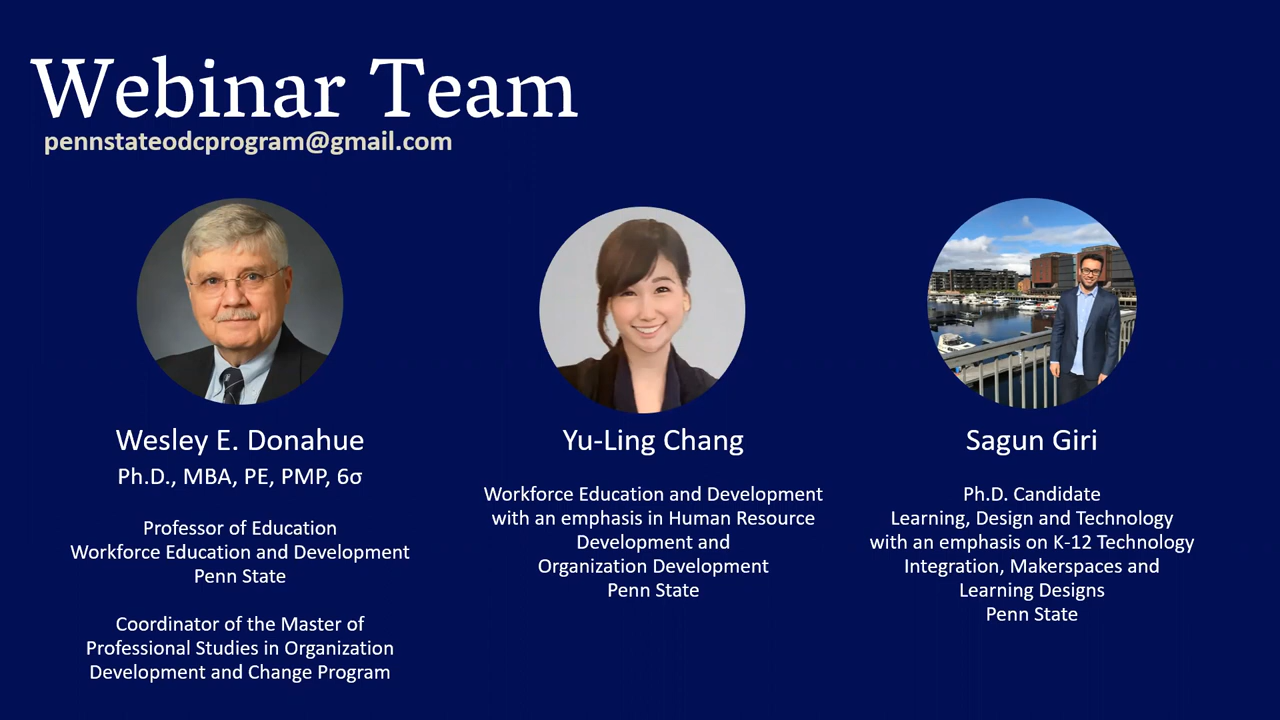 Webinar Team
pennstateodcprogram@gmail.com
Wesley E. Donahue
Ph.D., MBA, PE, PMP, 6σ
Professor of Education
Workforce Education and Development
Penn State
Coordinator of the Master of
Professional Studies in Organization
Development and Change Program
Yu-Ling Chang
Workforce Education and Development
with an emphasis in Human Resource
Development and
Organization Development
Penn State
Sagun Giri
Ph.D. Candidate
Learning, Design and Technology
with an emphasis on K-12 Technology
Integration, Makerspaces and
Learning Designs
Penn State